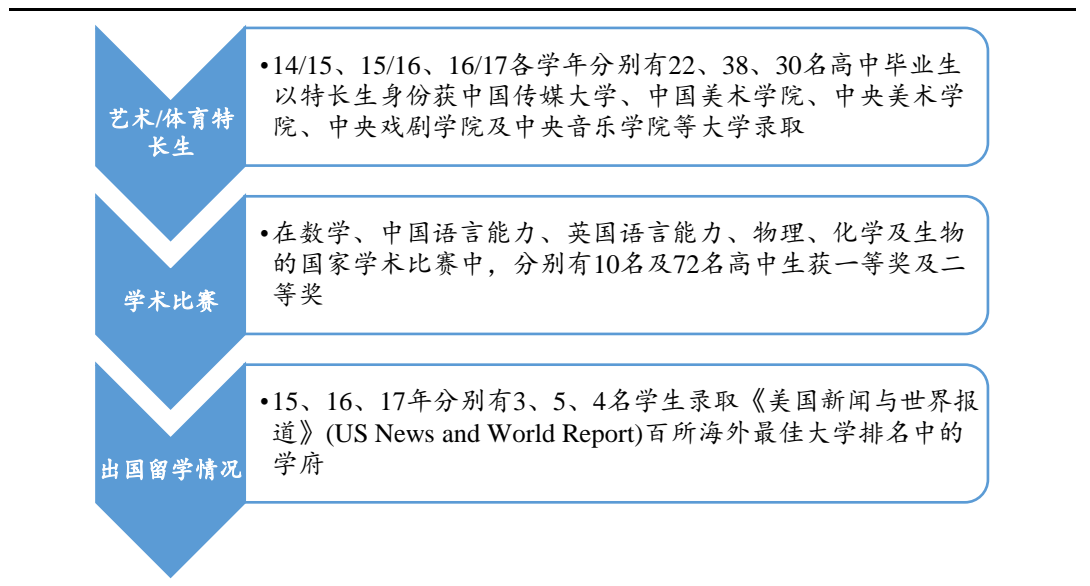 艺术/体育特
长生
•14/15、15/16、16/17各学年分别有22、38、30名高中毕业生
以特长生身份获中国传媒大学、中国美术学院、中央美术学
院、中央戏剧学院及中央音乐学院等大学录取
学术比赛
•在数学、中国语言能力、英国语言能力、物理、化学及生物
的国家学术比赛中，分别有10名及72名高中生获一等奖及二
等奖
出国留学情况
•15、16、17年分别有3、5、4名学生录取《美国新闻与世界报
道》(US News and World Report)百所海外最佳大学排名中的
学府